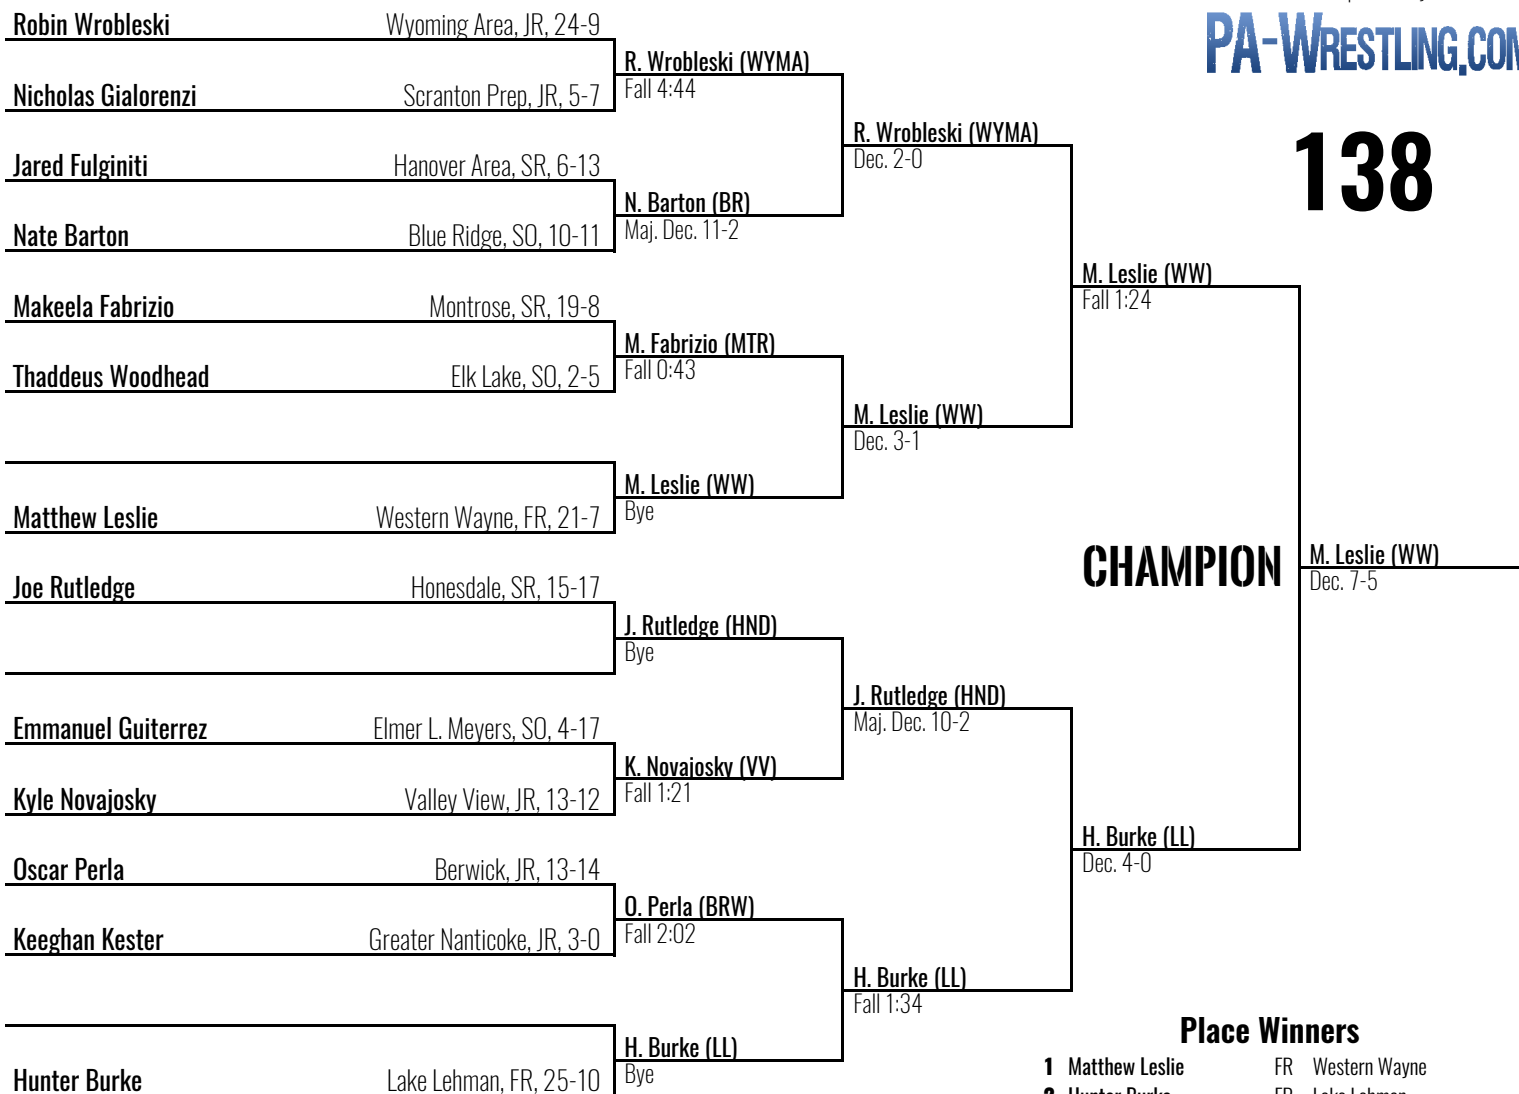 Robin Wrobleski Wyoming Area, JR, 24-9
R. Wrobleski (WYMA)
Fall 4:44
Nicholas Gialorenzi Scranton Prep, JR, 5-7
PA-WRESTLING.COM
R. Wrobleski (WYMA)
Dec. 2-0
138
Jared Fulginiti Hanover Area, SR, 6-13
N. Barton (BR)
Maj. Dec. 11-2
Nate Barton Blue Ridge, SO, 10-11
M. Leslie (WW)
Fall 1:24
Makeela Fabrizio Montrose, SR, 19-8
M. Fabrizio (MTR)
Fall 0:43
Thaddeus Woodhead Elk Lake, SO, 2-5
M. Leslie (WW)
Dec. 3-1
M. Leslie (WW)
Bye
Matthew Leslie Western Wayne, FR, 21-7
CHAMPION
M. Leslie (WW)
Dec. 7-5
Joe Rutledge Honesdale, SR, 15-17
J. Rutledge (HND)
Bye
J. Rutledge (HND)
Maj. Dec. 10-2
Emmanuel Guiterrez Elmer L. Meyers, SO, 4-17
K. Novajosky (VV)
Fall 1:21
Kyle Novajosky Valley View, JR, 13-12
H. Burke (LL)
Dec. 4-0
Oscar Perla Berwick, JR, 13-14
O. Perla (BRW)
Fall 2:02
Keeghan Kester Greater Nanticoke, JR, 3-0
H. Burke (LL)
Fall 1:34
H. Burke (LL)
Bye
Hunter Burke Lake Lehman, FR, 25-10
Place Winners
1 Matthew Leslie FR Western Wayne
2 Hunter Burke FR Lake Lehman